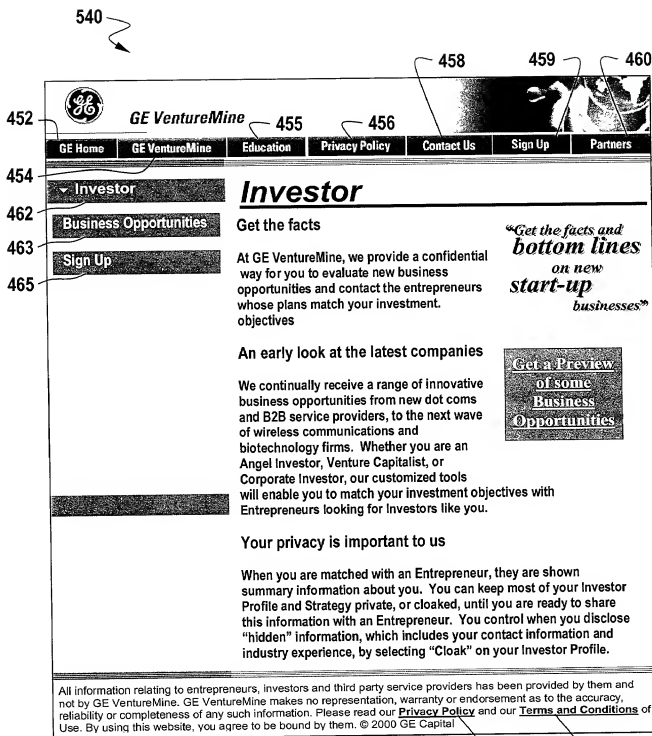 540
458 459 460
GE
GE VentureMine
452 455 456
GE Home GE VentureMine Education Privacy Policy Contact Us Sign Up Partners
454
Investor
462
Business Opportunities
463
Sign Up
465
Investor
Get the facts
At GE VentureMine, we provide a confidential
way for you to evaluate new business
opportunities and contact the entrepreneurs
whose plans match your investment.
objectives
"Get the facts and
bottom lines
on new
start-up
businesses"
An early look at the latest companies
We continually receive a range of innovative
business opportunities from new dot coms
and B2B service providers, to the next wave
of wireless communications and
biotechnology firms. Whether you are an
Angel Investor, Venture Capitalist, or
Corporate Investor, our customized tools
will enable you to match your investment objectives with
Entrepreneurs looking for Investors like you.
Get a Preview
of some
Business
Opportunities
Your privacy is important to us
When you are matched with an Entrepreneur, they are shown
summary information about you. You can keep most of your Investor
Profile and Strategy private, or cloaked, until you are ready to share
this information with an Entrepreneur. You control when you disclose
"hidden" information, which includes your contact information and
industry experience, by selecting "Cloak" on your Investor Profile.
All information relating to entrepreneurs, investors and third party service providers has been provided by them and
not by GE VentureMine. GE VentureMine makes no representation, warranty or endorsement as to the accuracy,
reliability or completeness of any such information. Please read our Privacy Policy and our Terms and Conditions of
Use. By using this website, you agree to be bound by them. © 2000 GE Capital